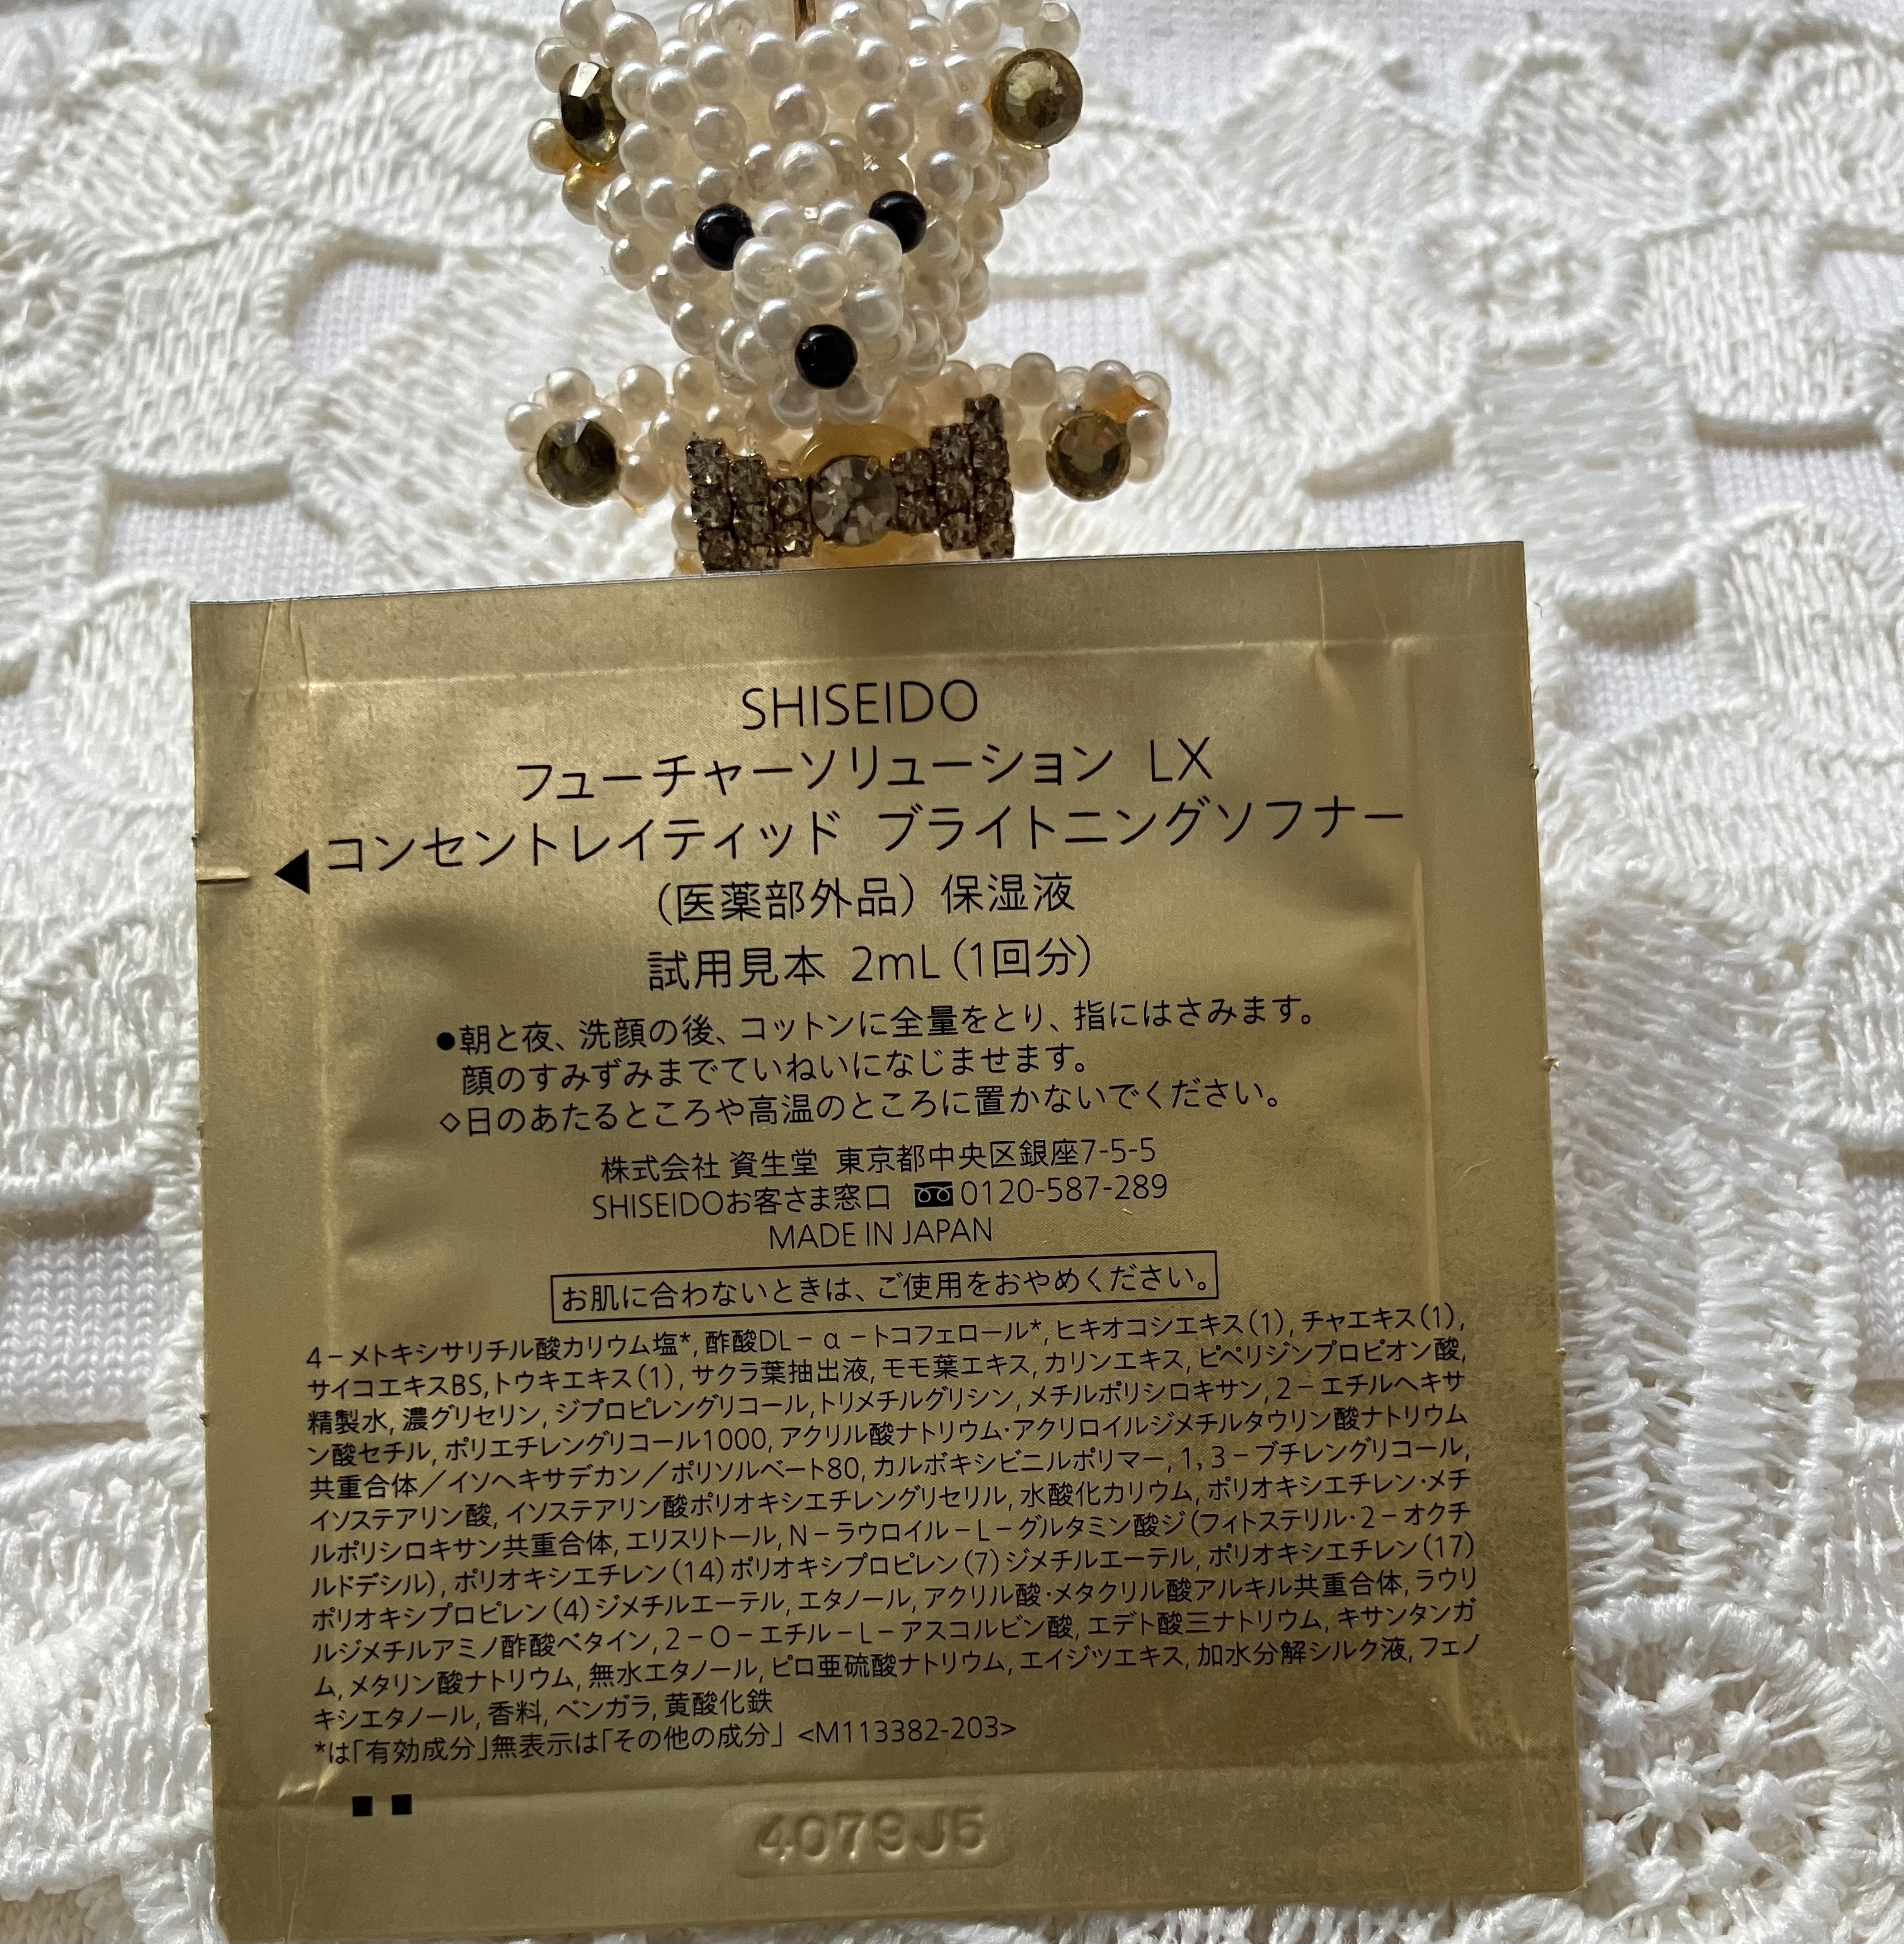 SHISEIDO
フューチャーソリューション LX
◀コンセントレイティッド ブライトニングソフナー
(医薬部外品) 保湿液
試用見本 2mL(1回分)
●朝と夜、洗顔の後、コットンに全量をとり、指にはさみます。
顔のすみずみまでていねいになじませます。
◇日のあたるところや高温のところに置かないでください。
株式会社 資生堂 東京都中央区銀座7-5-5
SHISEIDOお客さま窓口 0120-587-289
MADE IN JAPAN
お肌に合わないときは、ご使用をおやめください。
4－メトキシサリチル酸カリウム塩*, 酢酸DL－α－トコフェロール*, ヒキオコシエキス(1), チャエキス(1),
サイコエキスBS,トウキエキス(1), サクラ葉抽出液, モモ葉エキス, カリンエキス, ピペリジンプロピオン酸,
精製水, 濃グリセリン, ジプロピレングリコール,トリメチルグリシン, メチルポリシロキサン, 2－エチルヘキサ
ン酸セチル, ポリエチレングリコール1000, アクリル酸ナトリウム・アクリロイルジメチルタウリン酸ナトリウム
共重合体／イソヘキサデカン／ポリソルベート80, カルボキシビニルポリマー, 1, 3－ブチレングリコール,
イソステアリン酸, イソステアリン酸ポリオキシエチレングリセリル, 水酸化カリウム, ポリオキシエチレン・メチ
ルポリシロキサン共重合体, エリスリトール, N－ラウロイル－L－グルタミン酸ジ(フィトステリル・2－オクチ
ルドデシル), ポリオキシエチレン(14)ポリオキシプロピレン(7)ジメチルエーテル, ポリオキシエチレン(17)
ポリオキシプロピレン(4)ジメチルエーテル, エタノール, アクリル酸・メタクリル酸アルキル共重合体, ラウリ
ルジメチルアミノ酢酸ベタイン, 2－O－エチル－L－アスコルビン酸, エデト酸三ナトリウム, キサンタンガ
ム, メタリン酸ナトリウム, 無水エタノール, ピロ亜硫酸ナトリウム, エイジツエキス, 加水分解シルク液, フェノ
キシエタノール, 香料, ベンガラ, 黄酸化鉄
*は「有効成分」無表示は「その他の成分」 <M113382-203>
4079J5